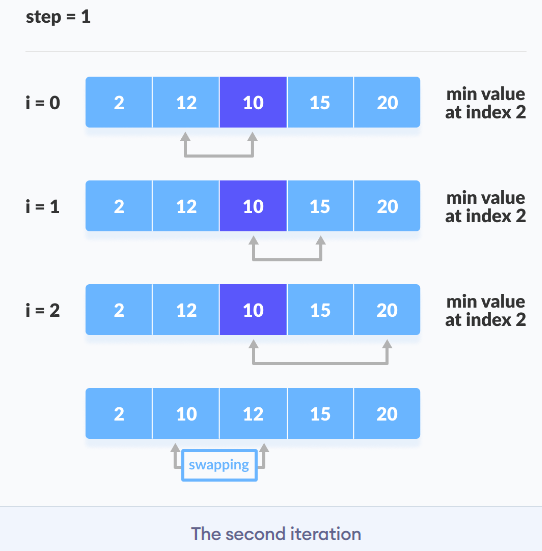 step = 1
i = 0 2 12 10 15 20 min value
at index 2
i = 1 2 12 10 15 20 min value
at index 2
i = 2 2 12 10 15 20 min value
at index 2
2 10 12 15 20
swapping
The second iteration